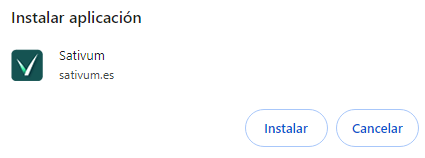 Instalar aplicación
Sativum
sativum.es
Instalar
Cancelar